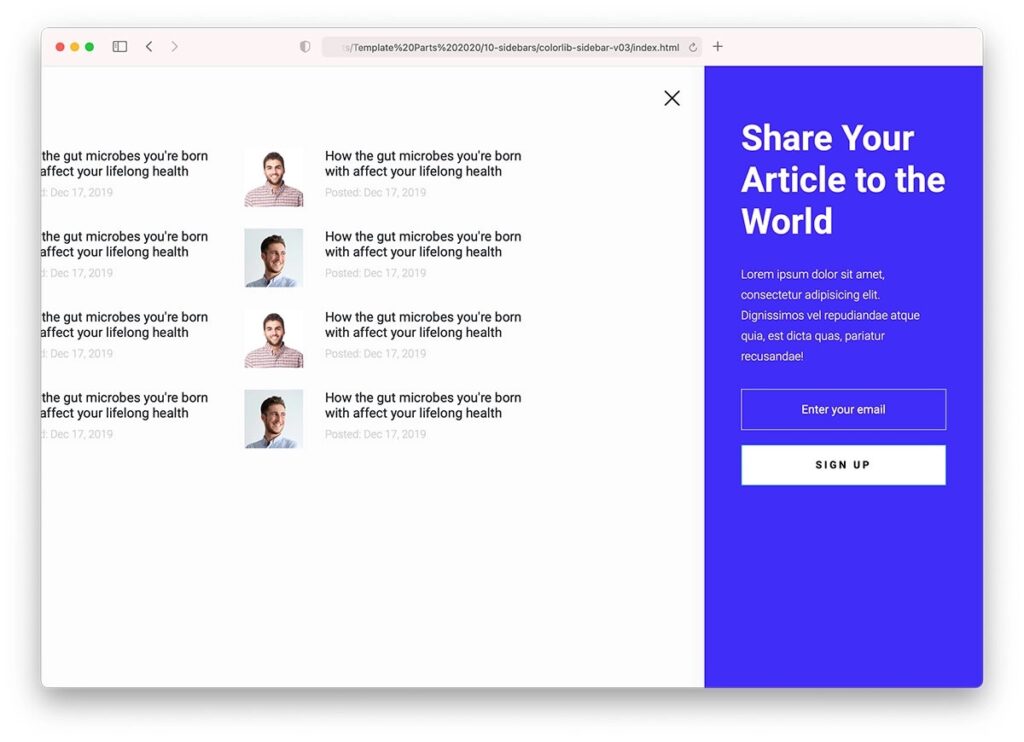 s/Template%20Parts%202020/10-sidebars/colorlib-sidebar-v03/index.html
the gut microbes you're born
affect your lifelong health
d: Dec 17, 2019
How the gut microbes you're born
with affect your lifelong health
Posted: Dec 17, 2019
the gut microbes you're born
affect your lifelong health
d: Dec 17, 2019
How the gut microbes you're born
with affect your lifelong health
Posted: Dec 17, 2019
the gut microbes you're born
affect your lifelong health
d: Dec 17, 2019
How the gut microbes you're born
with affect your lifelong health
Posted: Dec 17, 2019
the gut microbes you're born
affect your lifelong health
d: Dec 17, 2019
How the gut microbes you're born
with affect your lifelong health
Posted: Dec 17, 2019
Share Your
Article to the
World
Lorem ipsum dolor sit amet,
consectetur adipisicing elit.
Dignissimos vel repudiandae atque
quia, est dicta quas, pariatur
recusandae!
Enter your email
SIGN UP